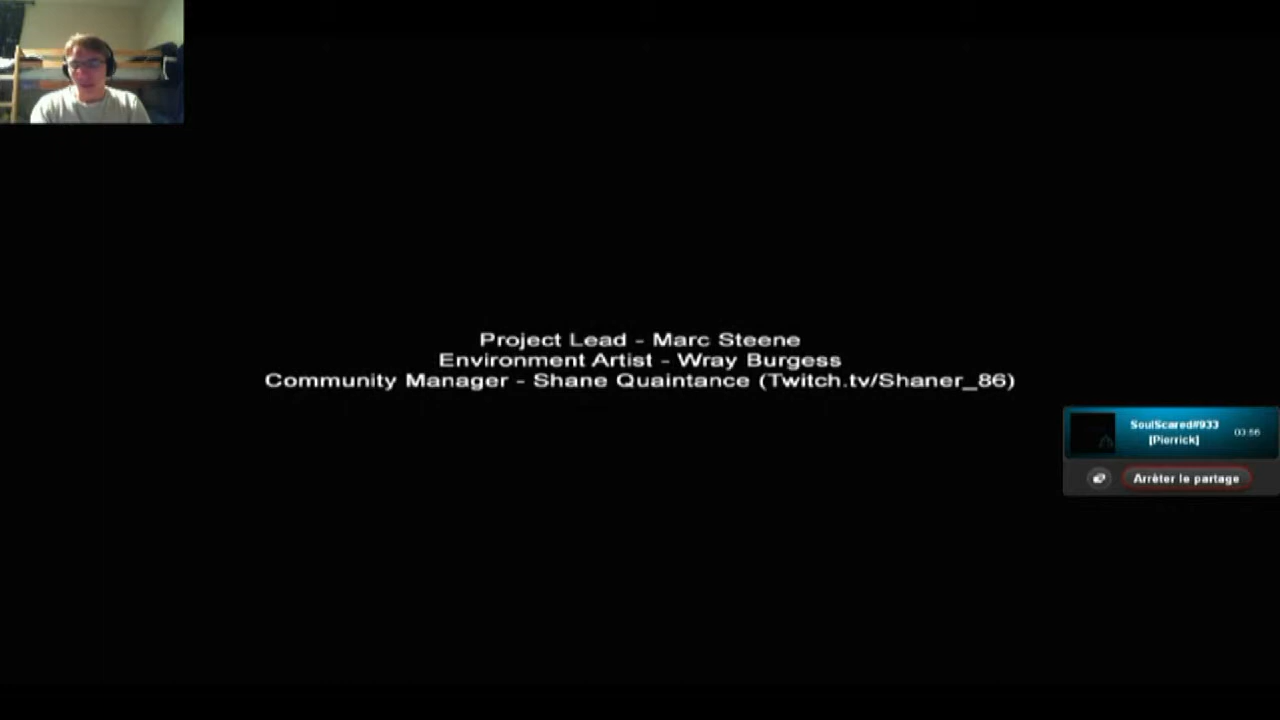 Project Lead - Marc Steene
Environment Artist - Wray Burgess
Community Manager - Shane Quaintance (Twitch.tv/Shaner_86)
SoulScared#933
[Pierrick]
03:56
Arrêter le partage